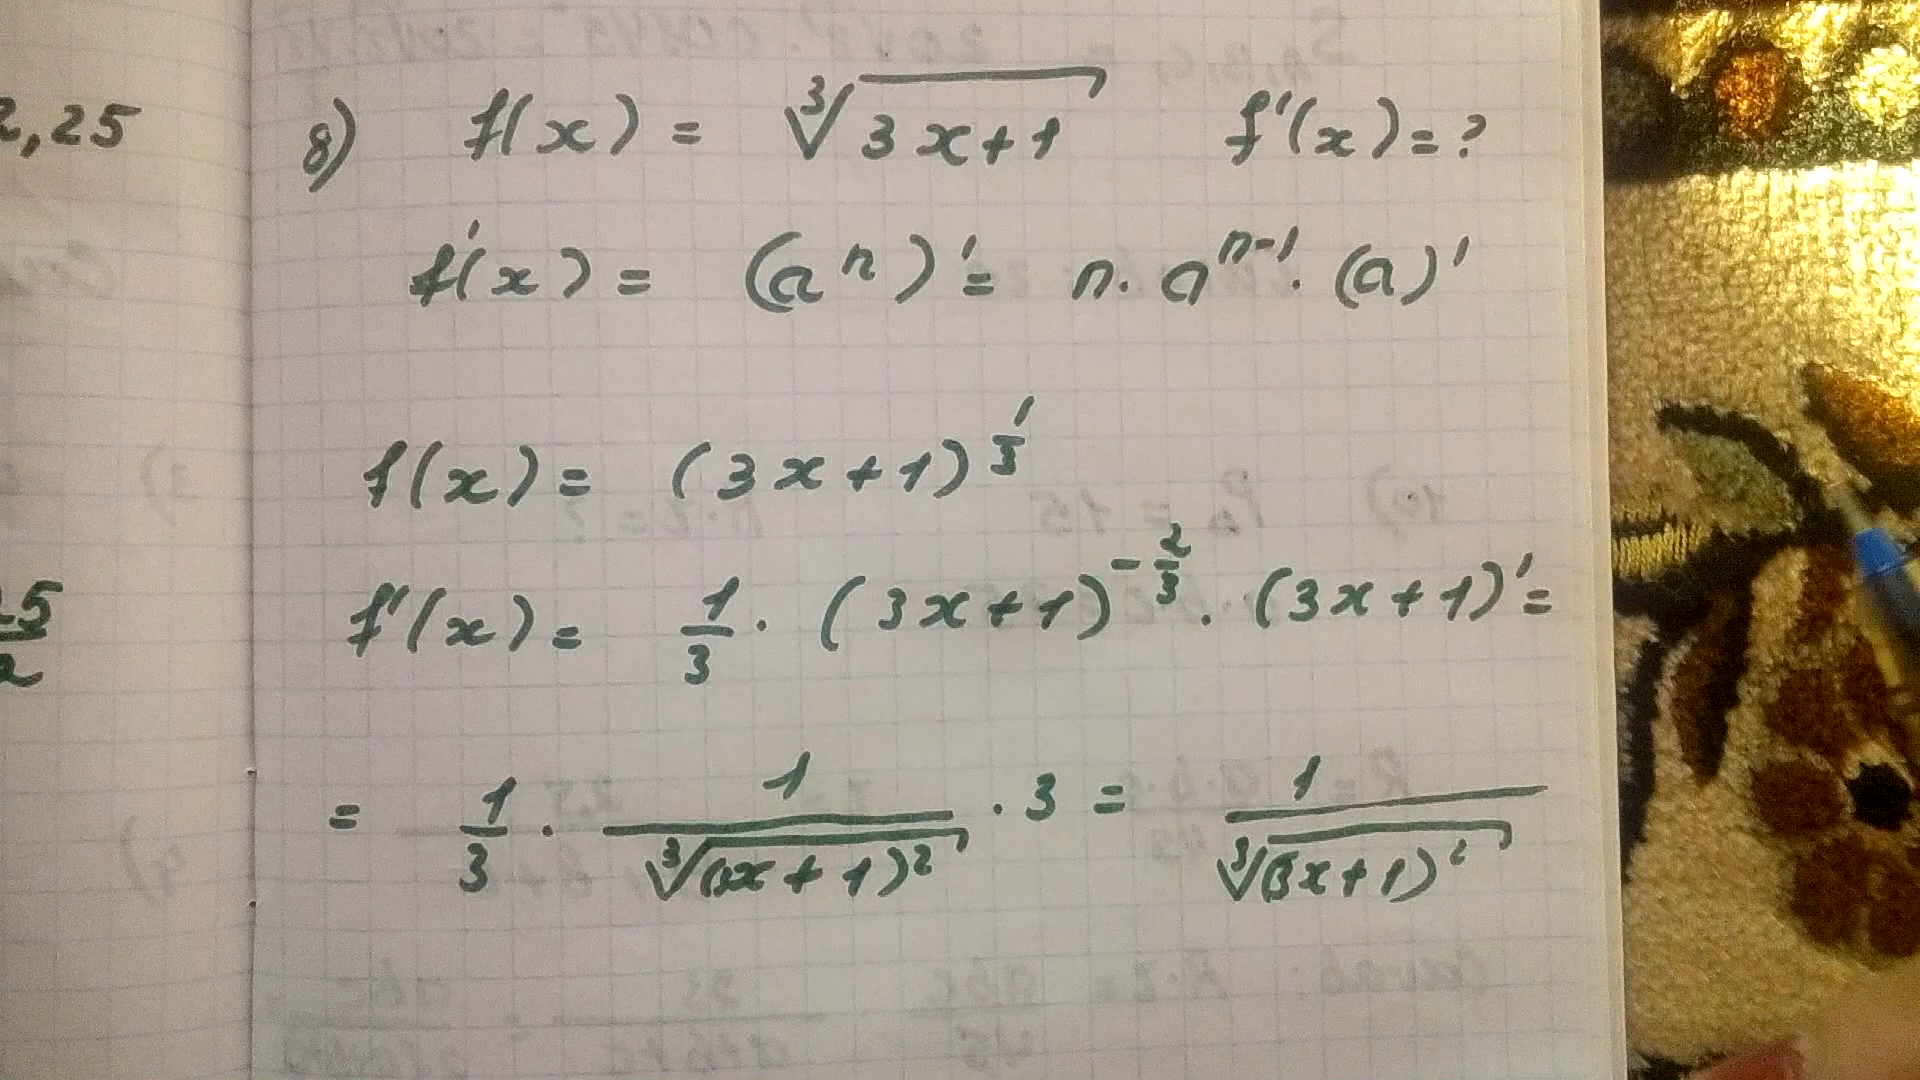 2,25
8) f(x) = ∛(3x+1) f'(x) = ?
f'(x) = (aⁿ)' = n · aⁿ⁻¹ · (a)'
f(x) = (3x+1)^(1/3)
f'(x) = 1/3 · (3x+1)^(-2/3) · (3x+1)' =
= 1/3 · 1/∛((3x+1)²) · 3 = 1/∛((3x+1)²)